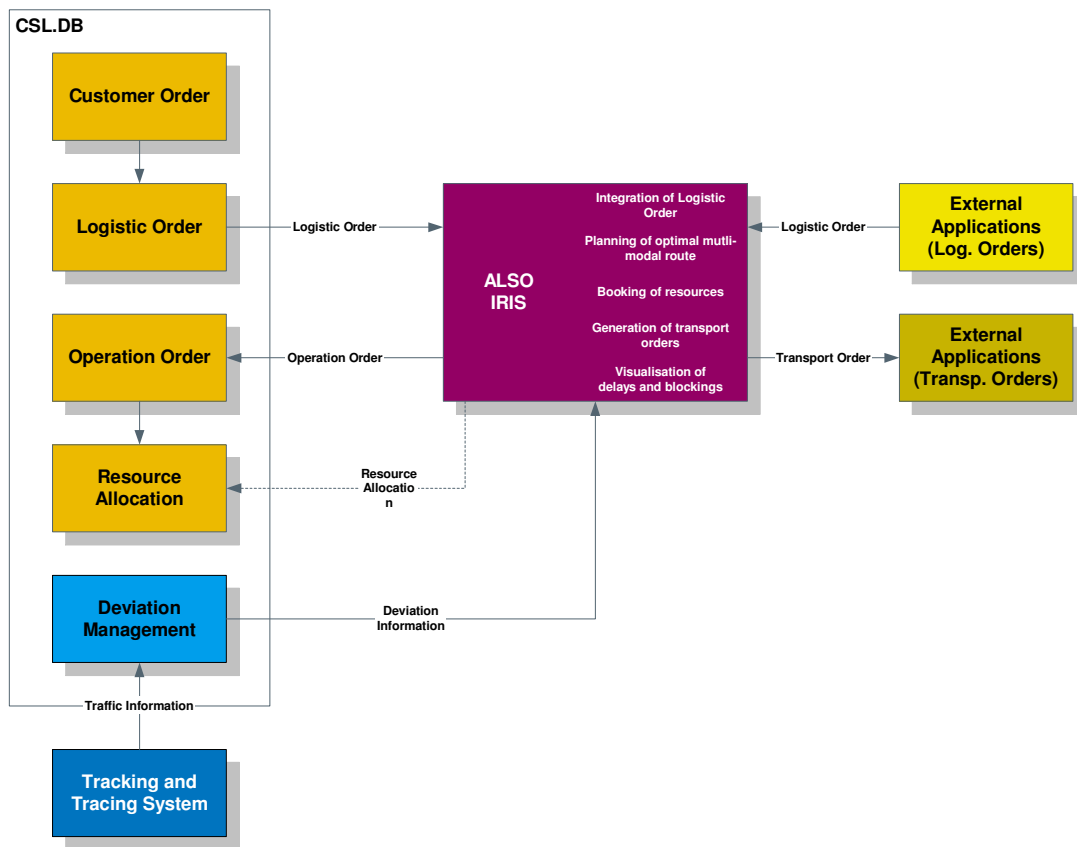 CSL.DB
Customer Order
Logistic Order
Logistic Order
Operation Order
Operation Order
Resource
Allocation
Resource
Allocatio
n
Deviation
Management
Deviation
Information
Traffic Information
Tracking and
Tracing System
ALSO
IRIS
Integration of Logistic
Order
Planning of optimal mutli-
modal route
Booking of resources
Generation of transport
orders
Visualisation of
delays and blockings
Logistic Order
External
Applications
(Log. Orders)
Transport Order
External
Applications
(Transp. Orders)